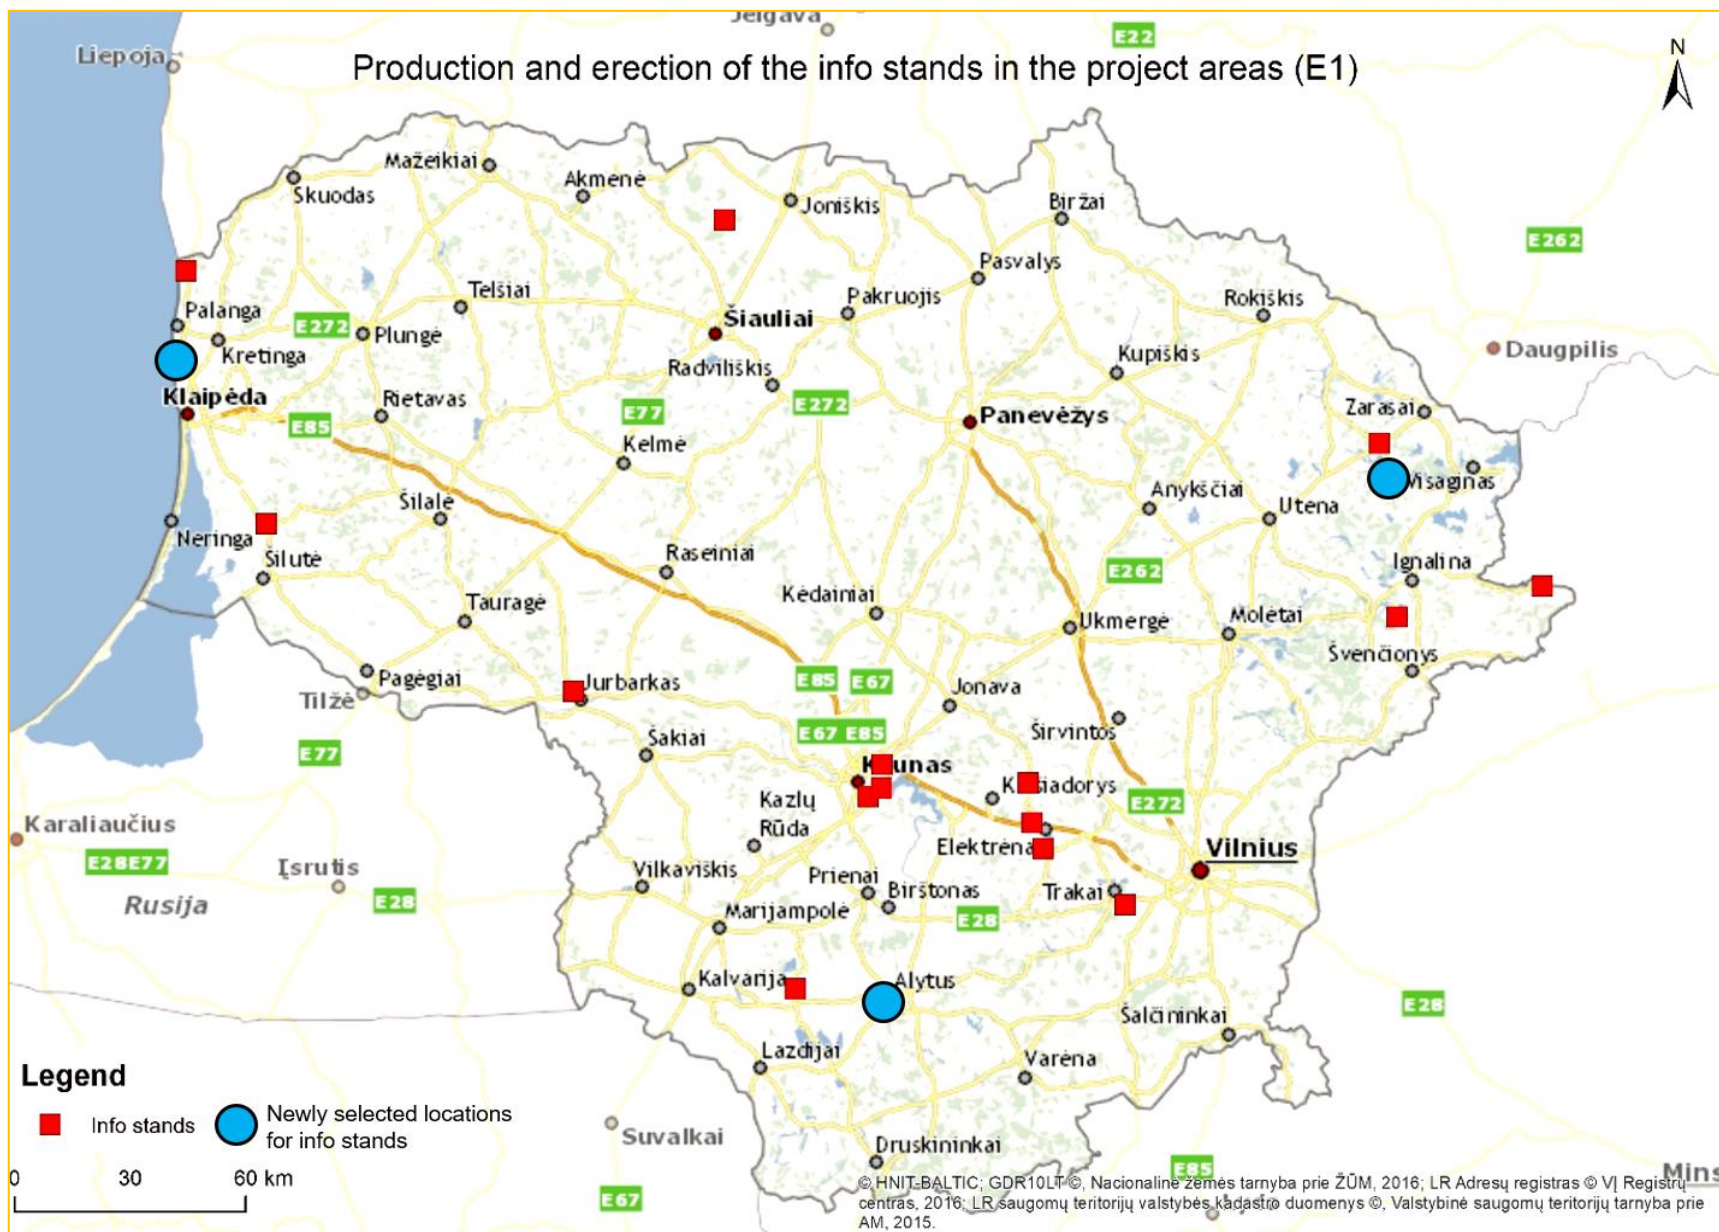 Jelgava
E22
Liepoja
N
Production and erection of the info stands in the project areas (E1)
Mažeikiai
Skuodas
Akmenė
Joniškis
Biržai
E262
Pasvalys
Telšiai
Pakruojis
Rokiškis
Palanga
E272
Šiauliai
Plungė
Kretinga
Kupiškis
Daugpilis
Radviliškis
Klaipėda
Rietavas
E77
E272
Zarasai
Panevėžys
E85
Kelmė
Visaginas
Anykščiai
Šilalė
Utena
Neringa
Šilutė
Raseiniai
Ignalina
E262
Kėdainiai
Tauragė
Ukmergė
Molėtai
Švenčionys
Pagėgiai
Jurbarkas
E85
E67
Jonava
Tilžė
E67 E85
Širvintos
Šakiai
E77
K unas
K siadorys
Kazlų
Rūda
E272
Karaliaučius
Elektrėna
Vilnius
E28E77
Įsrutis
Vilkaviškis
Prienai
Birštonas
Trakai
E28
Rusija
Marijampolė
E28
Kalvarija
Alytus
E28
Šalčininkai
Lazdijai
Varėna
Legend
Info stands
Newly selected locations
for info stands
Suvalkai
Druskininkai
0 30 60 km
E85
Mins
E67
© HNIT-BALTIC; GDR10LT ©, Nacionalinė žemės tarnyba prie ŽŪM, 2016; LR Adresų registras © VĮ Registrų
centras, 2016; LR saugomų teritorijų valstybės kadastro duomenys ©, Valstybinė saugomų teritorijų tarnyba prie
AM, 2015.